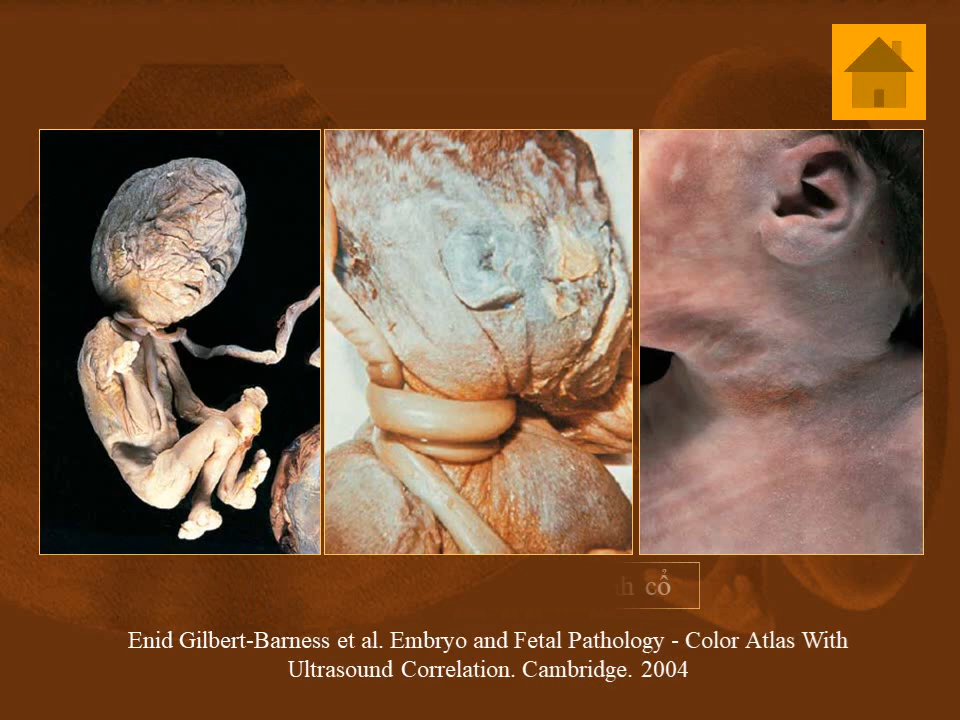 cổ
Enid Gilbert-Barness et al. Embryo and Fetal Pathology - Color Atlas With
Ultrasound Correlation. Cambridge. 2004